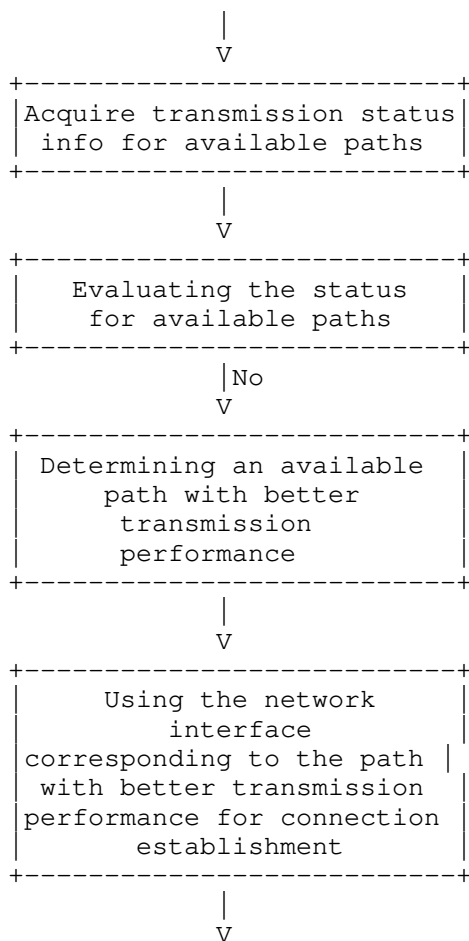 |
V
+---------------------------+
|Acquire transmission status|
| info for available paths |
+---------------------------+
|
V
+---------------------------+
| Evaluating the status |
| for available paths |
+---------------------------+
|No
V
+---------------------------+
| Determining an available |
| path with better |
| transmission |
| performance |
+---------------------------+
|
V
+---------------------------+
| Using the network |
| interface |
|corresponding to the path |
| with better transmission |
|performance for connection |
| establishment |
+---------------------------+
|
V